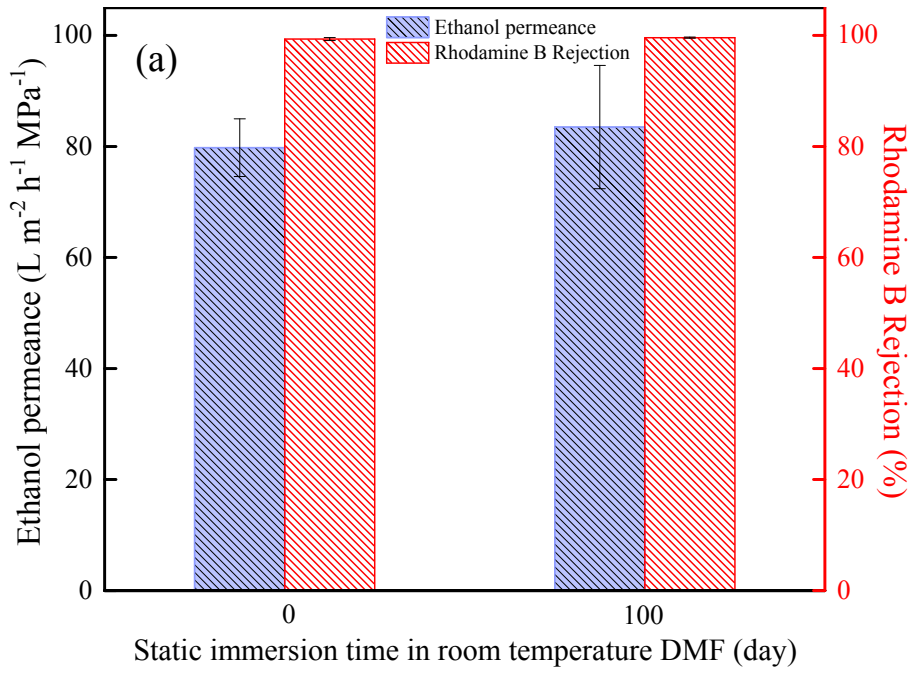 (a)
Ethanol permeance
Rhodamine B Rejection
Ethanol permeance (L m⁻² h⁻¹ MPa⁻¹)
100
80
60
40
20
0
Rhodamine B Rejection (%)
100
80
60
40
20
0
0
100
Static immersion time in room temperature DMF (day)